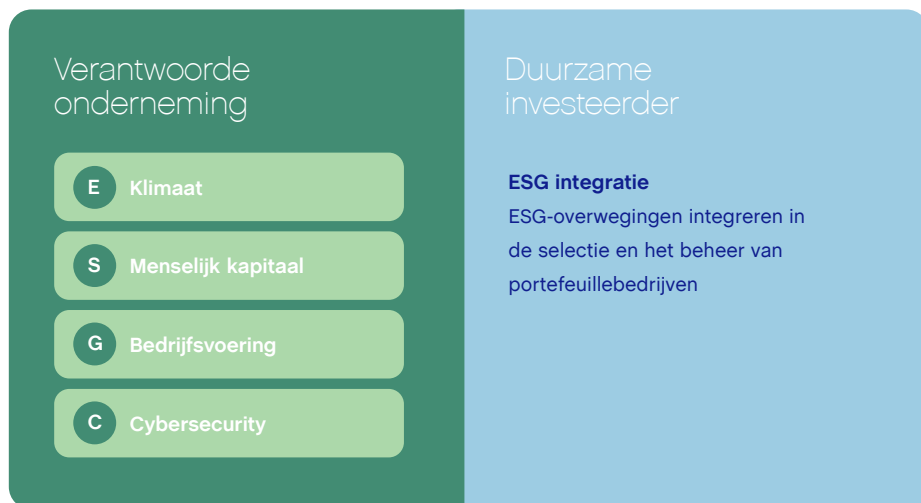 Verantwoorde
onderneming
E Klimaat
S Menselijk kapitaal
G Bedrijfsvoering
C Cybersecurity
Duurzame
investeerder
ESG integratie
ESG-overwegingen integreren in
de selectie en het beheer van
portefeuillebedrijven